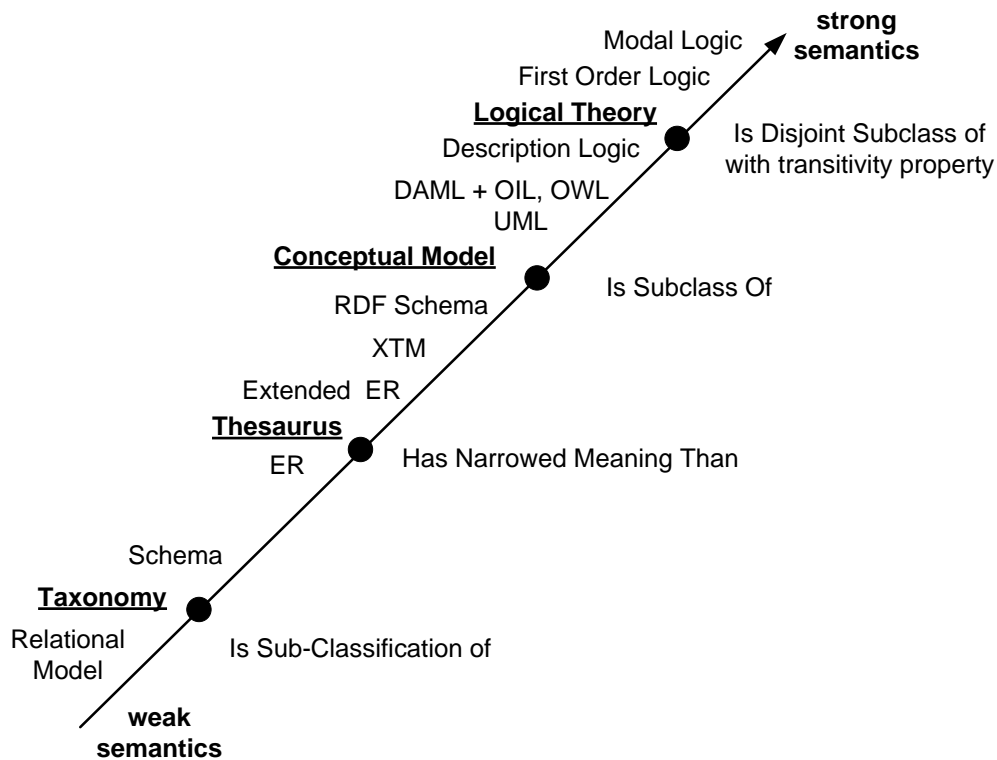 strong
semantics
Modal Logic
First Order Logic
Logical Theory
Is Disjoint Subclass of
with transitivity property
Description Logic
DAML + OIL, OWL
UML
Conceptual Model
Is Subclass Of
RDF Schema
XTM
Extended ER
Thesaurus
ER
Has Narrowed Meaning Than
Schema
Taxonomy
Relational
Model
Is Sub-Classification of
weak
semantics